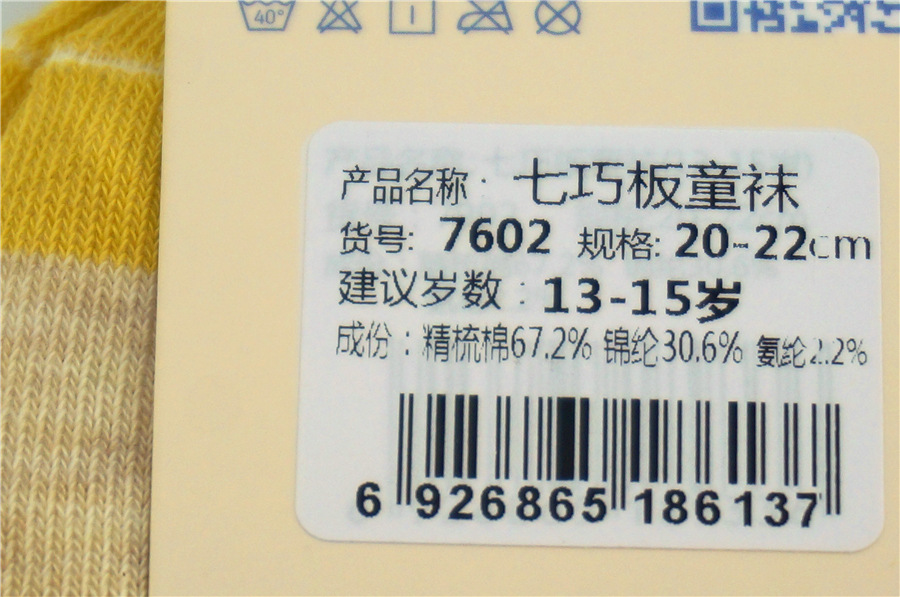 40°
产品名称: 七巧板童袜
货号: 7602 规格: 20-22cm
建议岁数: 13-15岁
成份: 精梳棉67.2% 锦纶30.6% 氨纶2.2%
6 926865 186137